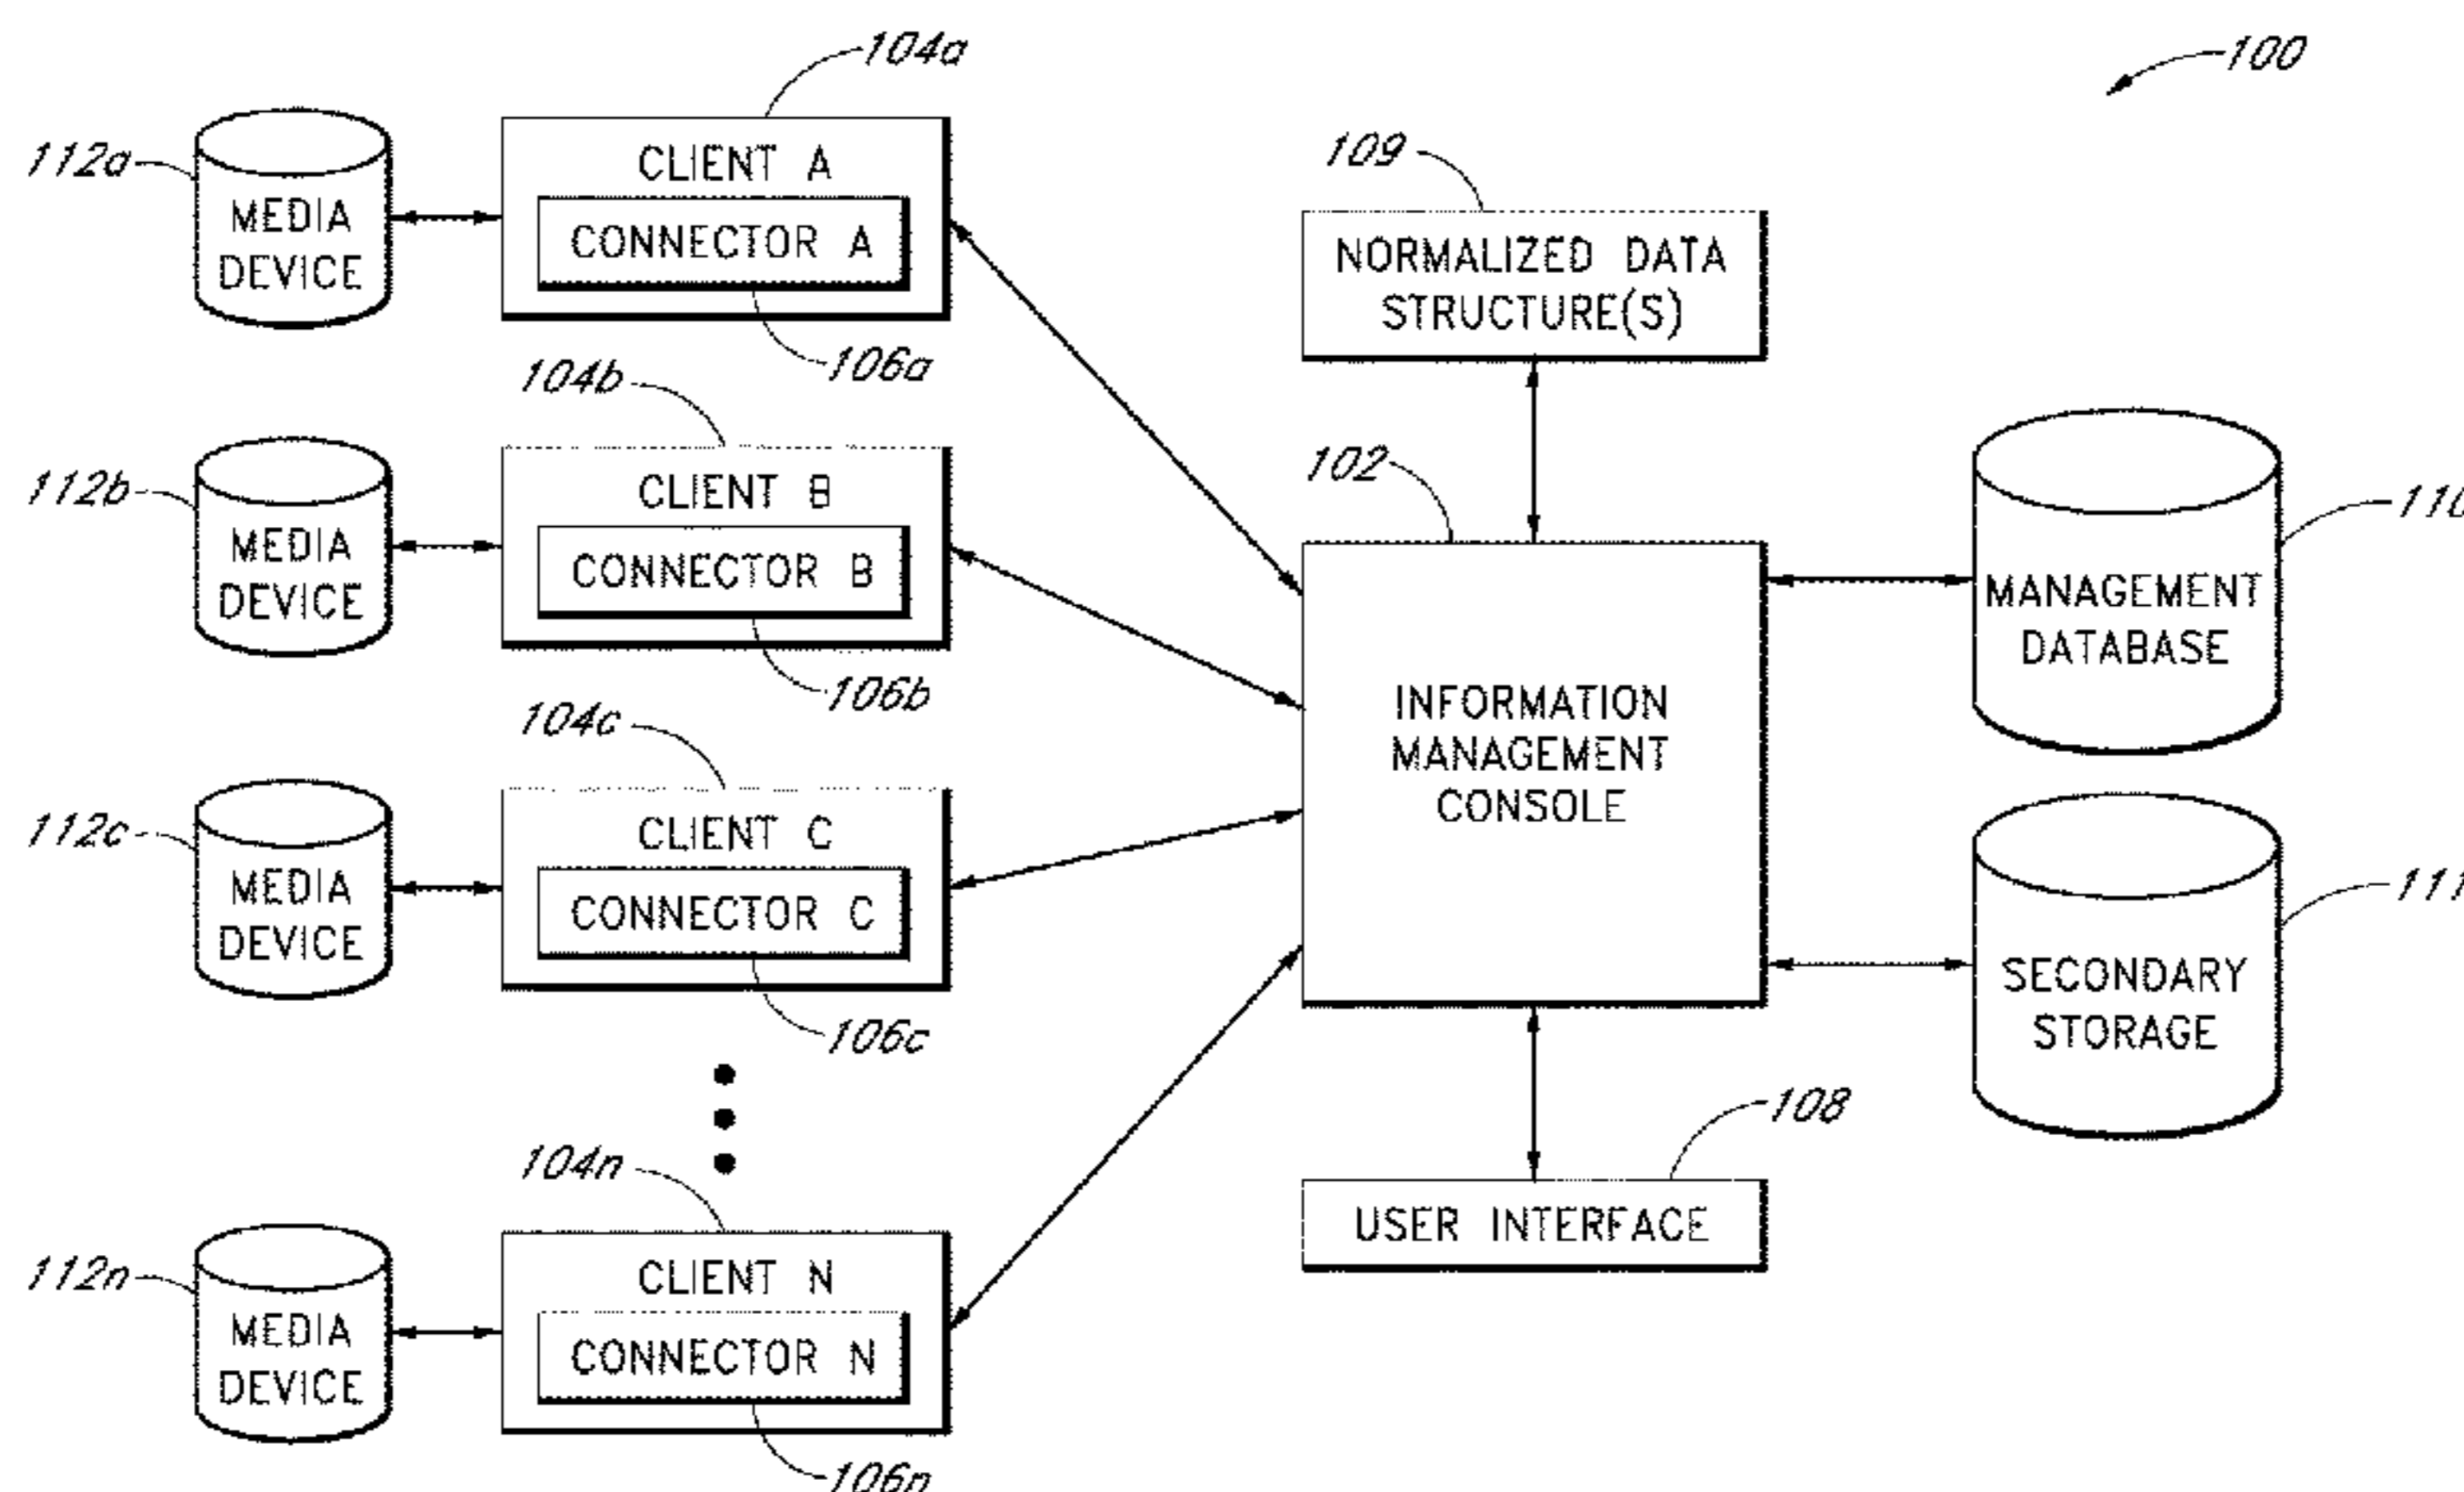 104a
100
112a
MEDIA
DEVICE
CLIENT A
CONNECTOR A
106a
109
NORMALIZED DATA
STRUCTURE(S)
104b
112b
MEDIA
DEVICE
CLIENT B
CONNECTOR B
106b
102
INFORMATION
MANAGEMENT
CONSOLE
110
MANAGEMENT
DATABASE
104c
112c
MEDIA
DEVICE
CLIENT C
CONNECTOR C
106c
111
SECONDARY
STORAGE
108
USER INTERFACE
104n
112n
MEDIA
DEVICE
CLIENT N
CONNECTOR N
106n